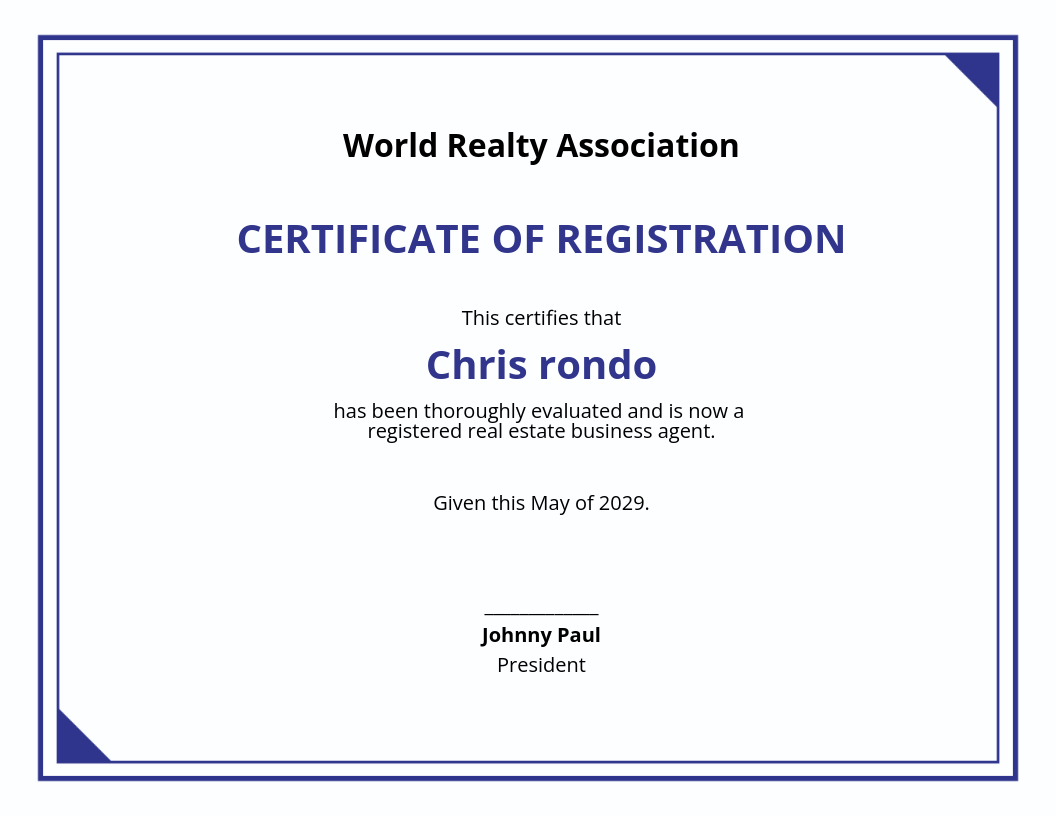 World Realty Association
CERTIFICATE OF REGISTRATION
This certifies that
Chris rondo
has been thoroughly evaluated and is now a
registered real estate business agent.
Given this May of 2029.
_____________
Johnny Paul
President